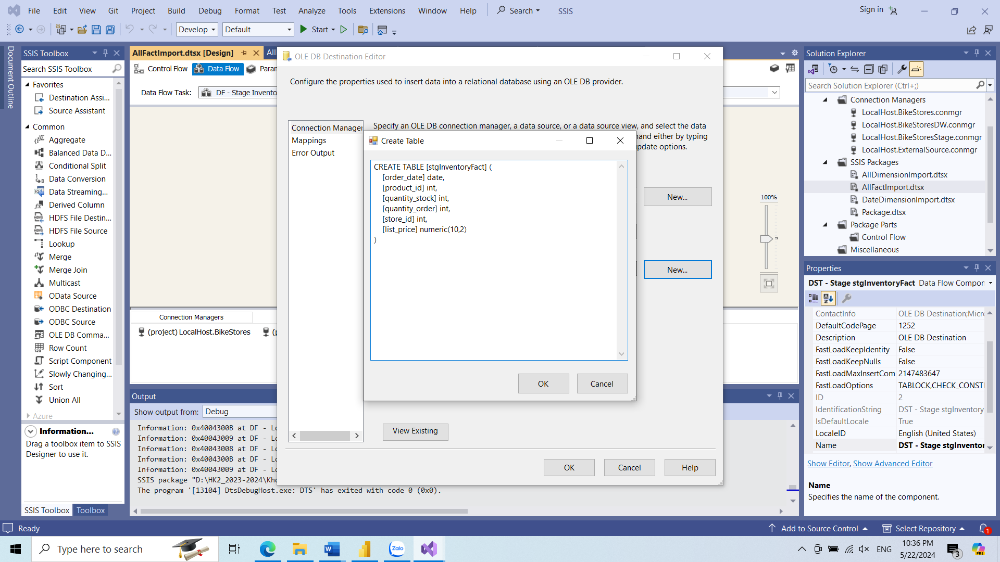 File Edit View Git Project Build Debug Format Test Analyze Tools Extensions Window Help Search SSIS Sign in
Develop Default Start
Document Outline
SSIS Toolbox
Search SSIS Toolbox
Favorites
Destination Assi...
Source Assistant
Common
Aggregate
Balanced Data D...
Conditional Split
Data Conversion
Data Streaming...
Derived Column
HDFS File Destin...
HDFS File Source
Lookup
Merge
Merge Join
Multicast
OData Source
ODBC Destination
ODBC Source
OLE DB Comma...
Row Count
Script Component
Slowly Changing...
Sort
Union All
Azure
Information...
Drag a toolbox item to SSIS
Designer to use it.
SSIS Toolbox Toolbox
AllFactImport.dtsx [Design] All
Control Flow Data Flow Paran
Data Flow Task: DF - Stage Invento
100%
Connection Managers
(project) LocalHost.BikeStores
OLE DB Destination Editor
Configure the properties used to insert data into a relational database using an OLE DB provider.
Connection Manager
Mappings
Error Output
Specify an OLE DB connection manager, a data source, or a data source view, and select the data
nand either by typing
pdate options.
New...
New...
View Existing
OK Cancel Help
Create Table
CREATE TABLE [stgInventoryFact] (
[order_date] date,
[product_id] int,
[quantity_stock] int,
[quantity_order] int,
[store_id] int,
[list_price] numeric(10,2)
)
OK Cancel
Output
Show output from: Debug
Information: 0x4004300B at DF - Lo
Information: 0x40043009 at DF - Lo
Information: 0x40043008 at DF - Lo
Information: 0x4004300B at DF - Lo
Information: 0x40043009 at DF - Lo
SSIS package "D:\HK2_2023-2024\Kho
The program '[13104] DtsDebugHost.exe: DTS' has exited with code 0 (0x0).
Solution Explorer
Search Solution Explorer (Ctrl+;)
Connection Managers
LocalHost.BikeStores.conmgr
LocalHost.BikeStoresDW.conmgr
LocalHost.BikeStoresStage.conmgr
LocalHost.ExternalSource.conmgr
SSIS Packages
AllDimensionImport.dtsx
AllFactImport.dtsx
DateDimensionImport.dtsx
Package.dtsx
Package Parts
Control Flow
Miscellaneous
Properties
DST - Stage stgInventoryFact Data Flow Compor
ContactInfo OLE DB Destination;Micro
DefaultCodePage 1252
Description OLE DB Destination
FastLoadKeepIdentity False
FastLoadKeepNulls False
FastLoadMaxInsertCom 2147483647
FastLoadOptions TABLOCK,CHECK_CONSTI
ID 2
IdentificationString DST - Stage stgInventory
IsDefaultLocale True
LocaleID English (United States)
Name DST - Stage stgInventor
Show Editor, Show Advanced Editor
Name
Specifies the name of the component.
Ready Add to Source Control Select Repository 1
Type here to search Zalo ENG 10:36 PM 3 PRE
5/22/2024